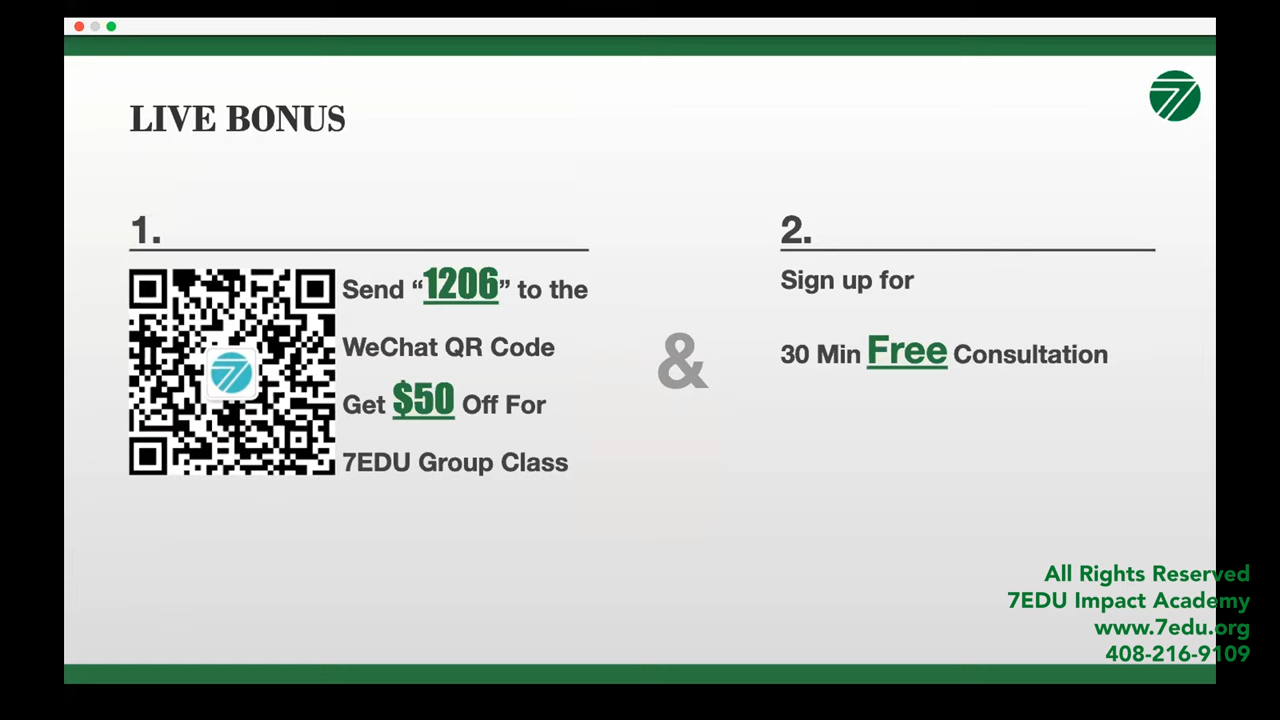 LIVE BONUS
1.
Send “1206” to the
WeChat QR Code
Get $50 Off For
7EDU Group Class
&
2.
Sign up for
30 Min Free Consultation
All Rights Reserved
7EDU Impact Academy
www.7edu.org
408-216-9109